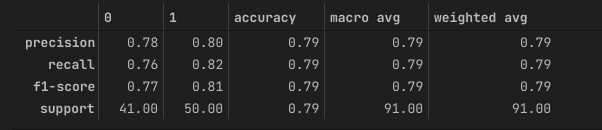 0 1 accuracy macro avg weighted avg
precision 0.78 0.80 0.79 0.79 0.79
recall 0.76 0.82 0.79 0.79 0.79
f1-score 0.77 0.81 0.79 0.79 0.79
support 41.00 50.00 0.79 91.00 91.00